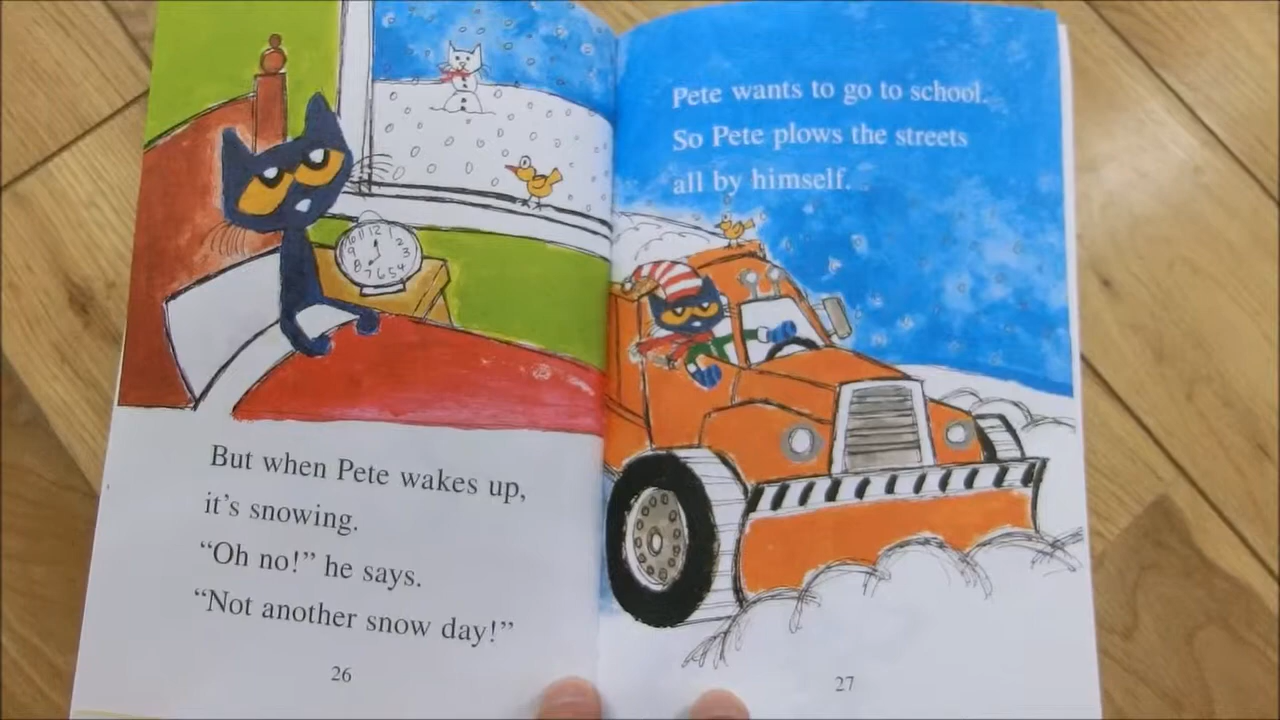 But when Pete wakes up,
it's snowing.
“Oh no!” he says.
“Not another snow day!”
26
Pete wants to go to school.
So Pete plows the streets
all by himself.
27